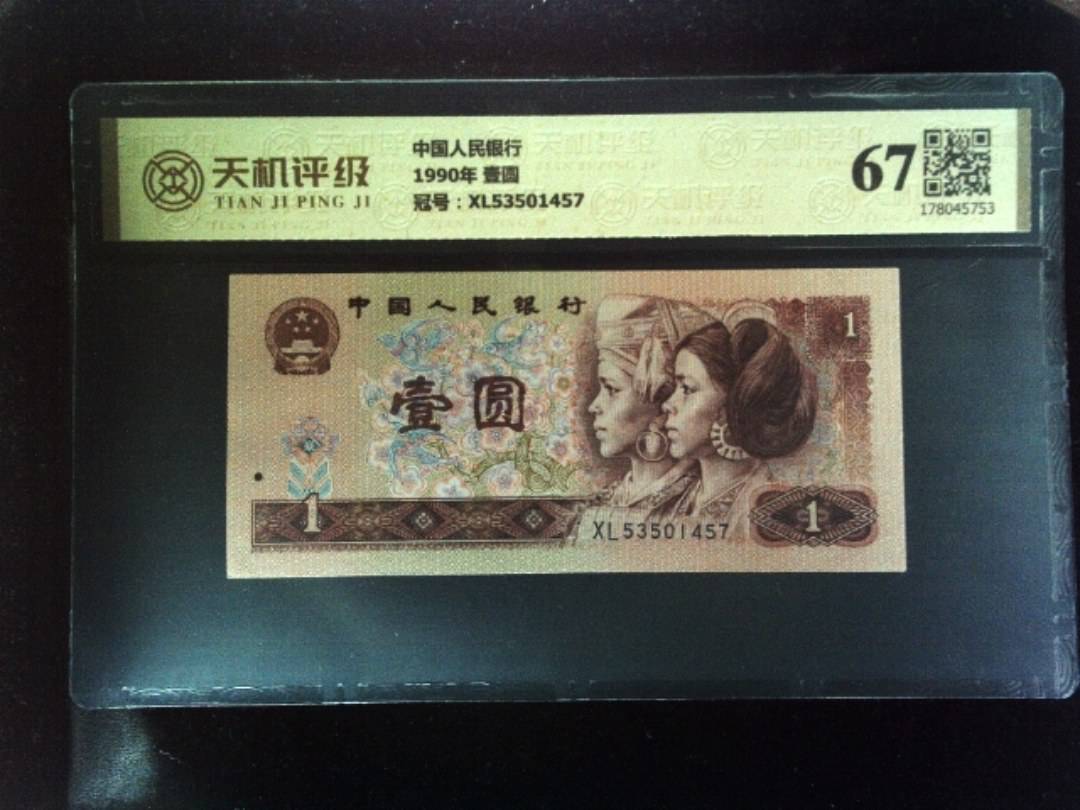 天机评级
TIAN JI PING JI
中国人民银行
1990年 壹圆
冠号：XL53501457
67
178045753
中国人民银行
1
壹圆
1
XL53501457
1